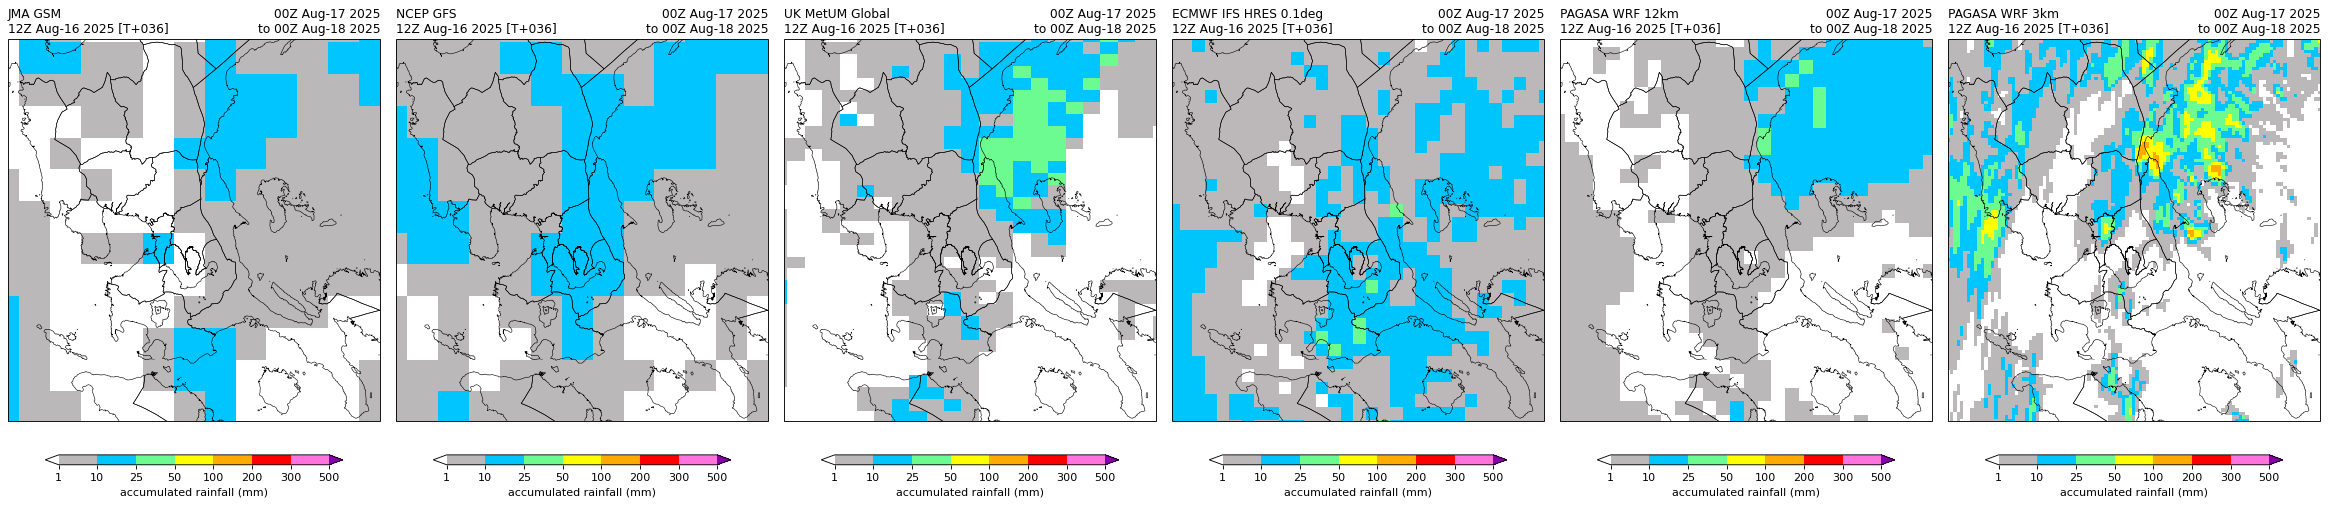 JMA GSM 00Z Aug-17 2025
12Z Aug-16 2025 [T+036] to 00Z Aug-18 2025
1 10 25 50 100 200 300 500
accumulated rainfall (mm)
NCEP GFS 00Z Aug-17 2025
12Z Aug-16 2025 [T+036] to 00Z Aug-18 2025
1 10 25 50 100 200 300 500
accumulated rainfall (mm)
UK MetUM Global 00Z Aug-17 2025
12Z Aug-16 2025 [T+036] to 00Z Aug-18 2025
1 10 25 50 100 200 300 500
accumulated rainfall (mm)
ECMWF IFS HRES 0.1deg 00Z Aug-17 2025
12Z Aug-16 2025 [T+036] to 00Z Aug-18 2025
1 10 25 50 100 200 300 500
accumulated rainfall (mm)
PAGASA WRF 12km 00Z Aug-17 2025
12Z Aug-16 2025 [T+036] to 00Z Aug-18 2025
1 10 25 50 100 200 300 500
accumulated rainfall (mm)
PAGASA WRF 3km 00Z Aug-17 2025
12Z Aug-16 2025 [T+036] to 00Z Aug-18 2025
1 10 25 50 100 200 300 500
accumulated rainfall (mm)